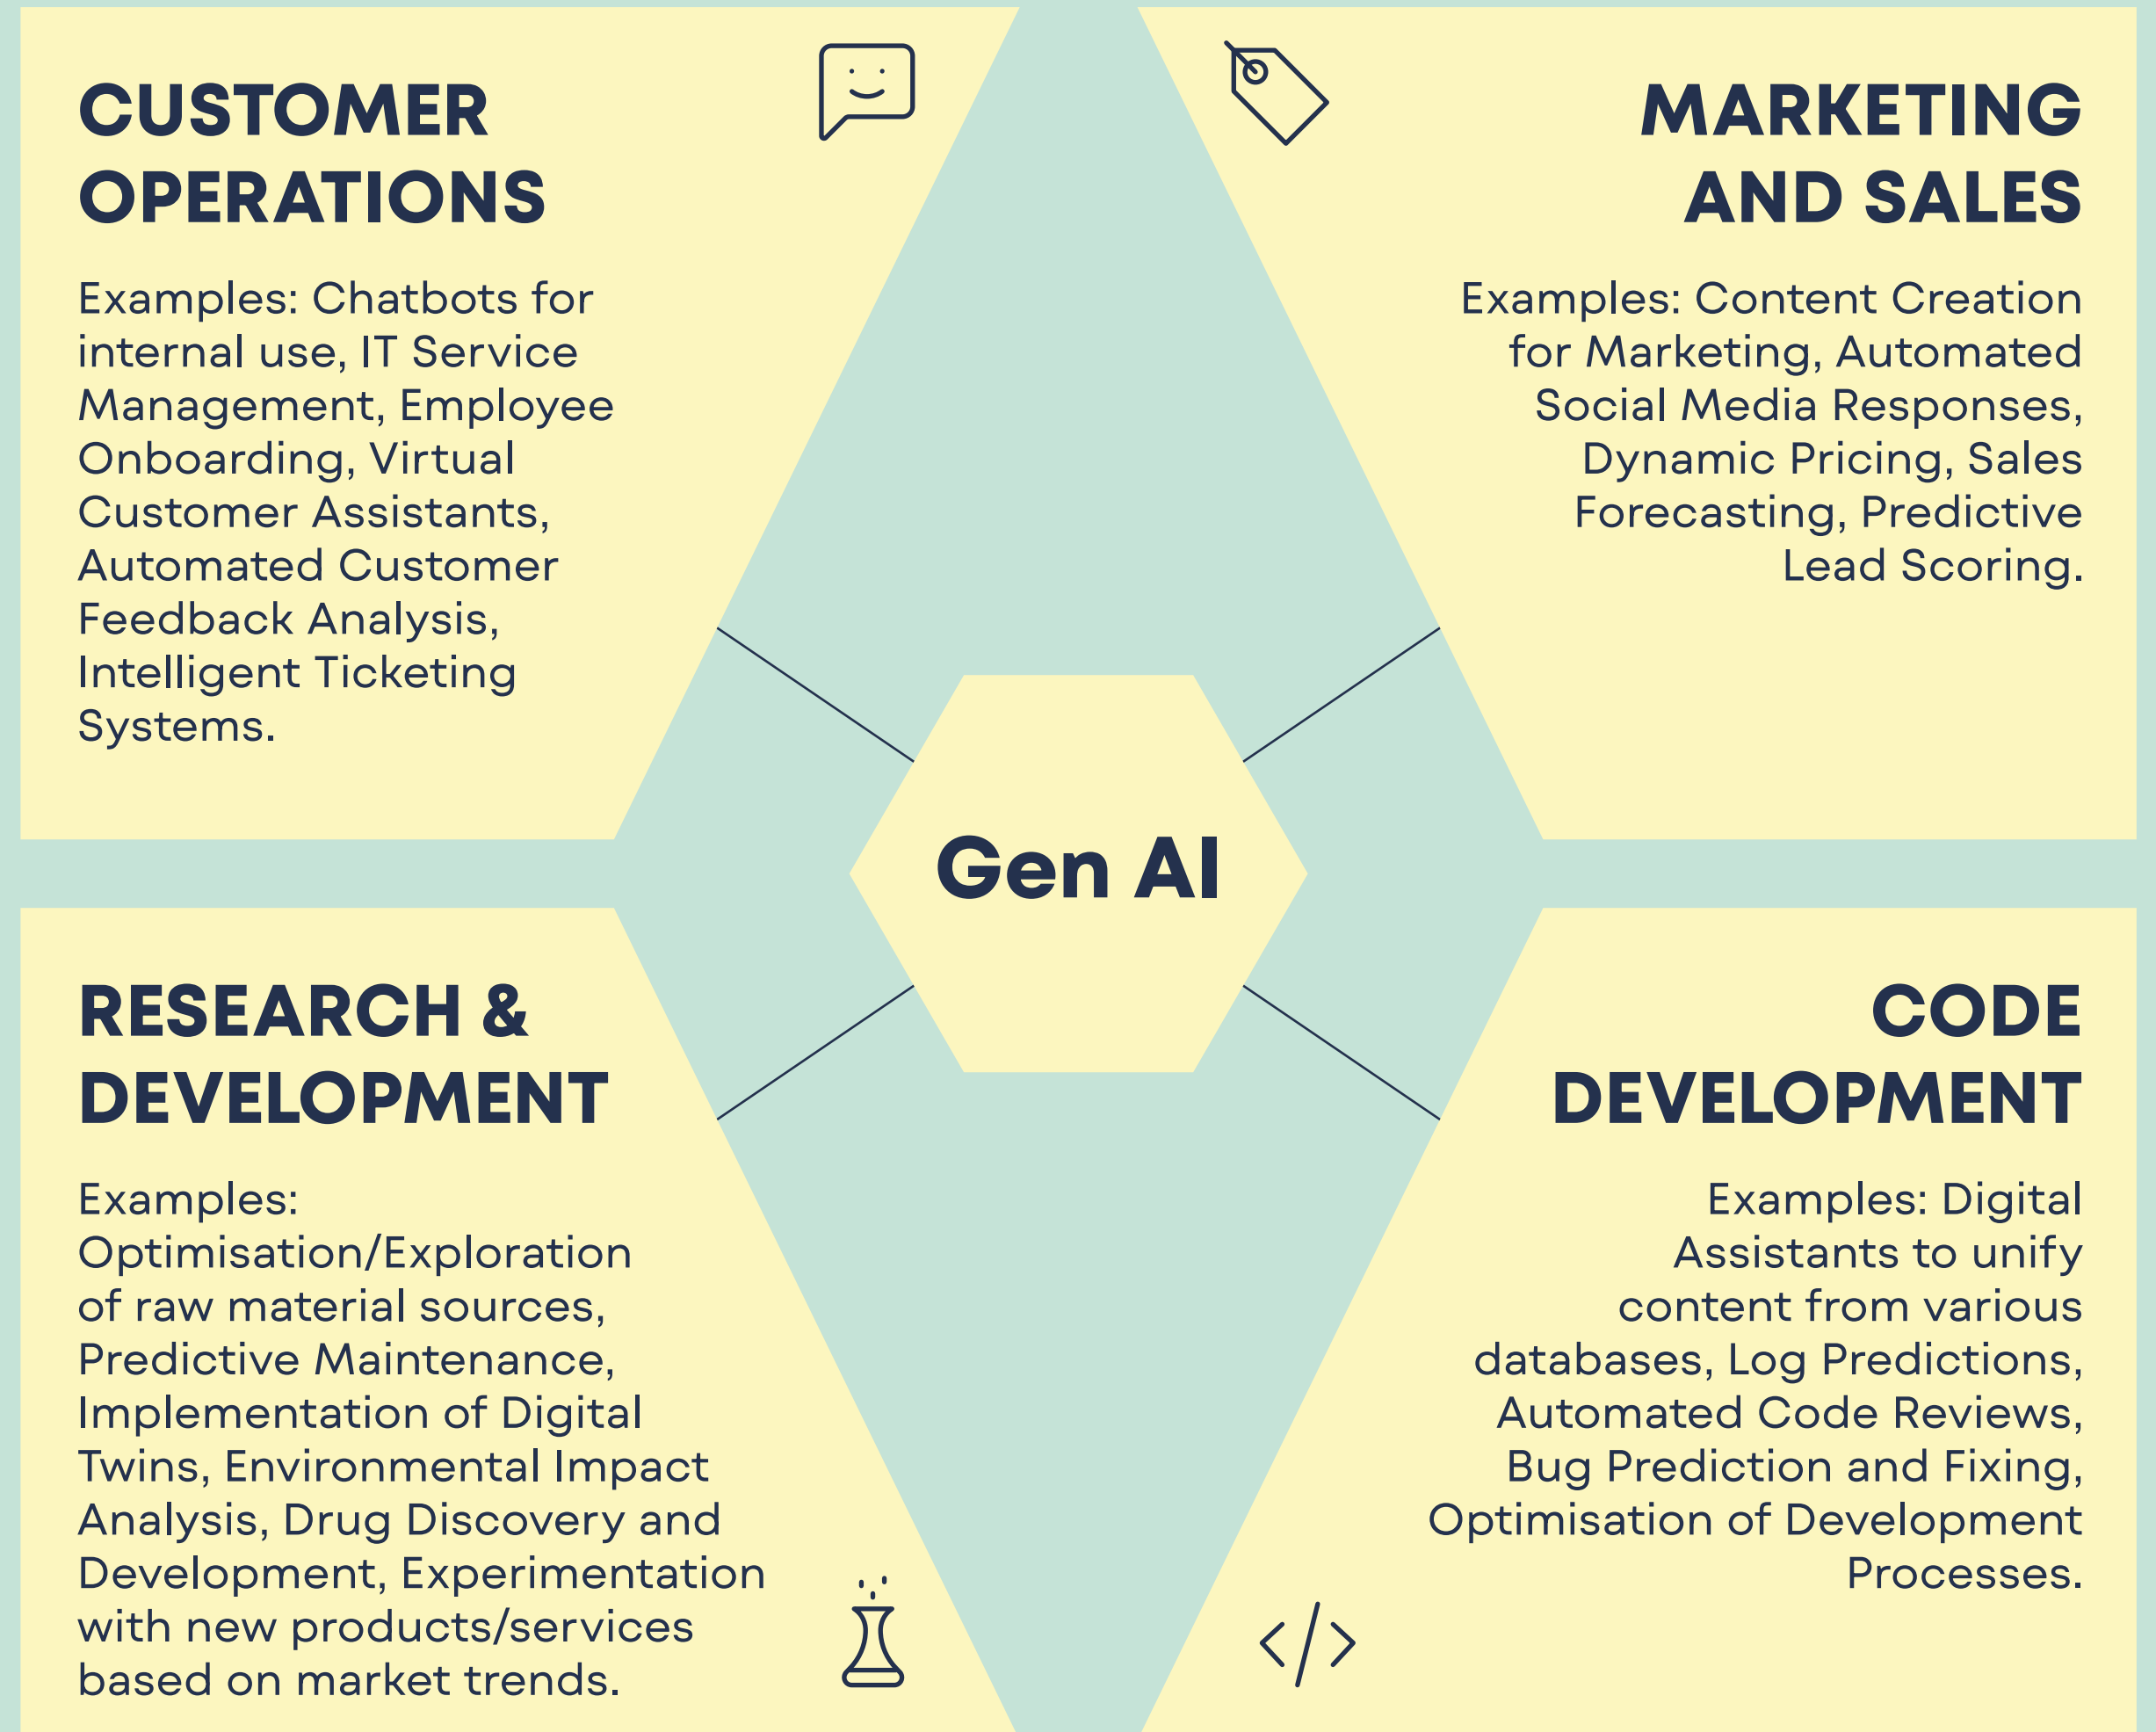 CUSTOMER
OPERATIONS
Examples: Chatbots for
internal use, IT Service
Management, Employee
Onboarding, Virtual
Customer Assistants,
Automated Customer
Feedback Analysis,
Intelligent Ticketing
Systems.
MARKETING
AND SALES
Examples: Content Creation
for Marketing, Automated
Social Media Responses,
Dynamic Pricing, Sales
Forecasting, Predictive
Lead Scoring.
Gen AI
RESEARCH &
DEVELOPMENT
Examples:
Optimisation/Exploration
of raw material sources,
Predictive Maintenance,
Implementation of Digital
Twins, Environmental Impact
Analysis, Drug Discovery and
Development, Experimentation
with new products/services
based on market trends.
CODE
DEVELOPMENT
Examples: Digital
Assistants to unify
content from various
databases, Log Predictions,
Automated Code Reviews,
Bug Prediction and Fixing,
Optimisation of Development
Processes.